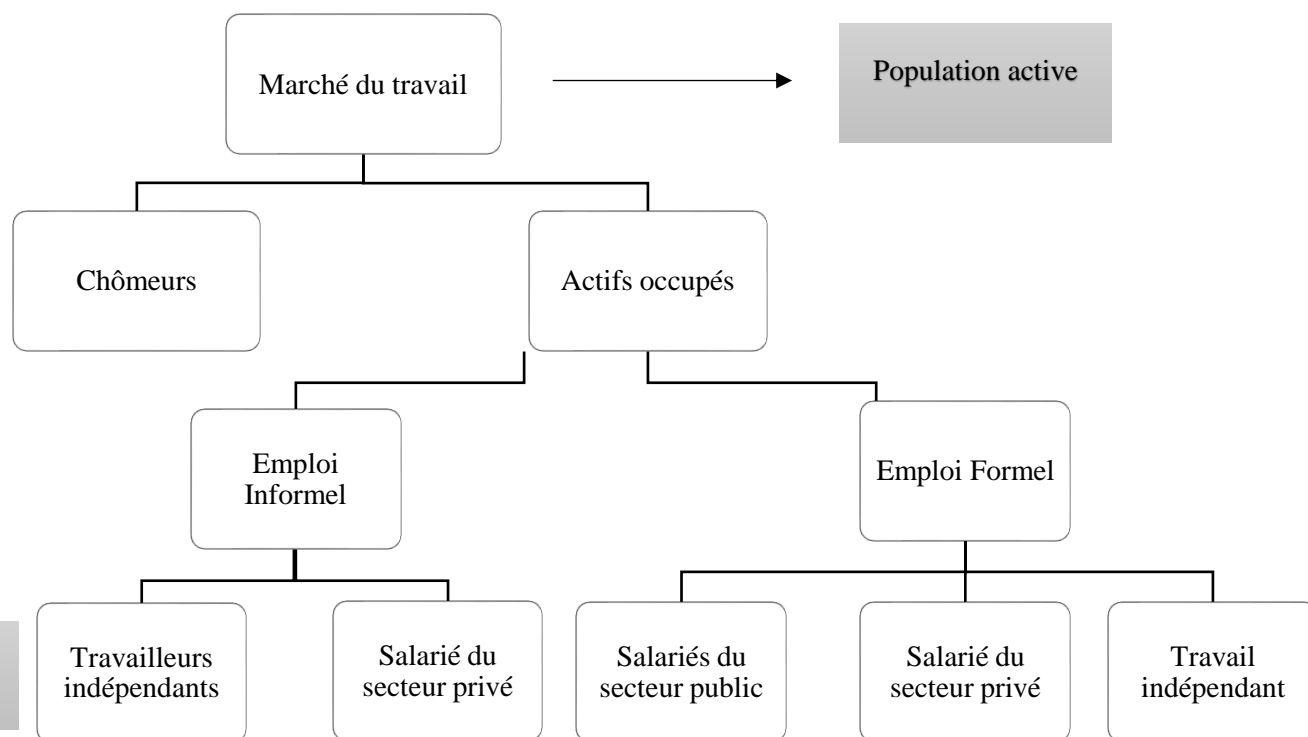 Marché du travail
Population active
Chômeurs
Actifs occupés
Emploi
Informel
Emploi Formel
Travailleurs
indépendants
Salarié du
secteur privé
Salariés du
secteur public
Salarié du
secteur privé
Travail
indépendant